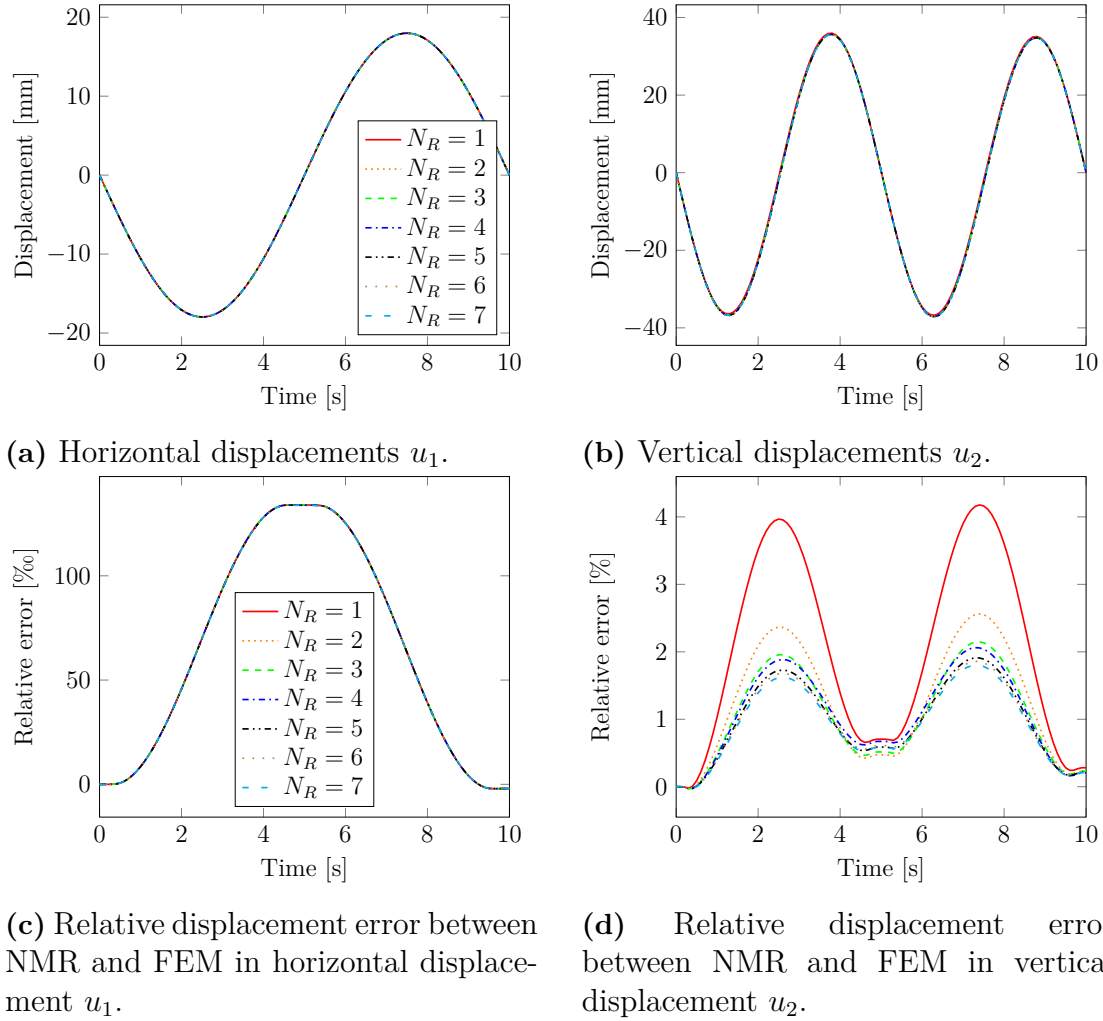 20
10
0
−10
−20
0 2 4 6 8 10
Displacement [mm]
Time [s]
N_R = 1
N_R = 2
N_R = 3
N_R = 4
N_R = 5
N_R = 6
N_R = 7
(a) Horizontal displacements u_1.
40
20
0
−20
−40
0 2 4 6 8 10
Displacement [mm]
Time [s]
(b) Vertical displacements u_2.
100
50
0
0 2 4 6 8 10
Relative error [‰]
Time [s]
N_R = 1
N_R = 2
N_R = 3
N_R = 4
N_R = 5
N_R = 6
N_R = 7
(c) Relative displacement error between
NMR and FEM in horizontal displace-
ment u_1.
4
3
2
1
0
0 2 4 6 8 10
Relative error [%]
Time [s]
(d) Relative displacement erro
between NMR and FEM in vertica
displacement u_2.